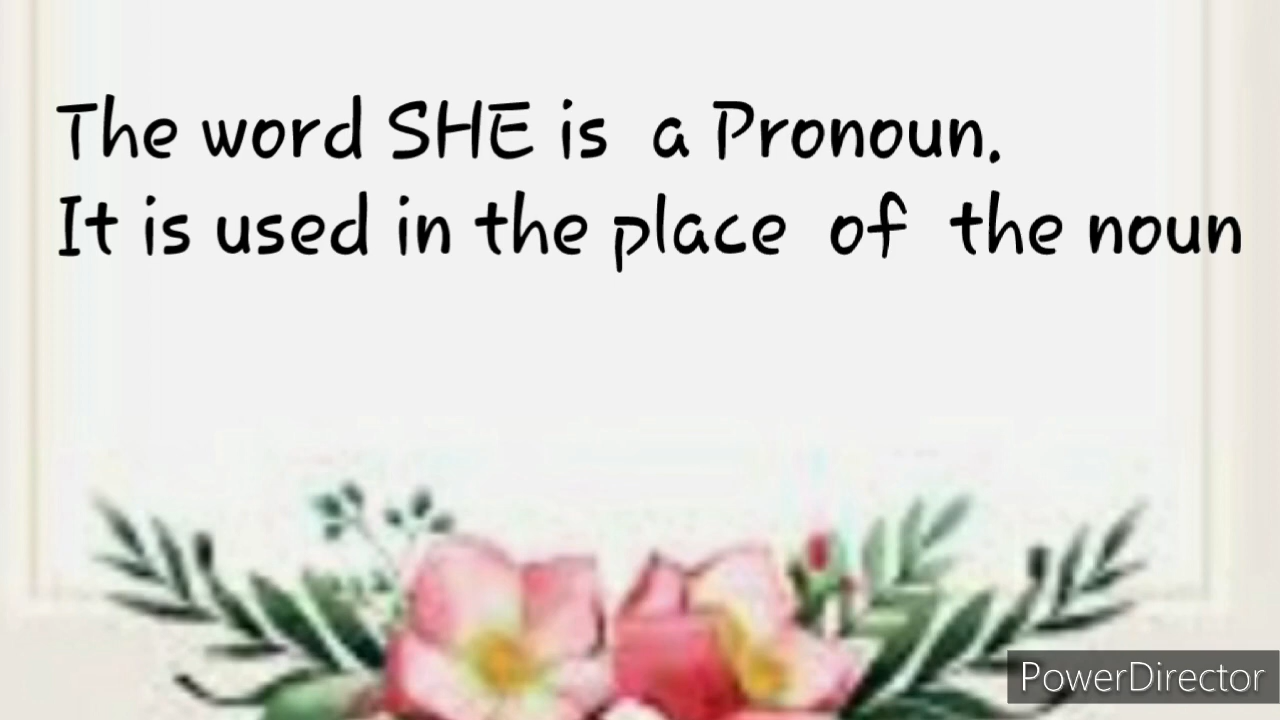 The word SHE is a Pronoun.
It is used in the place of the noun
PowerDirector